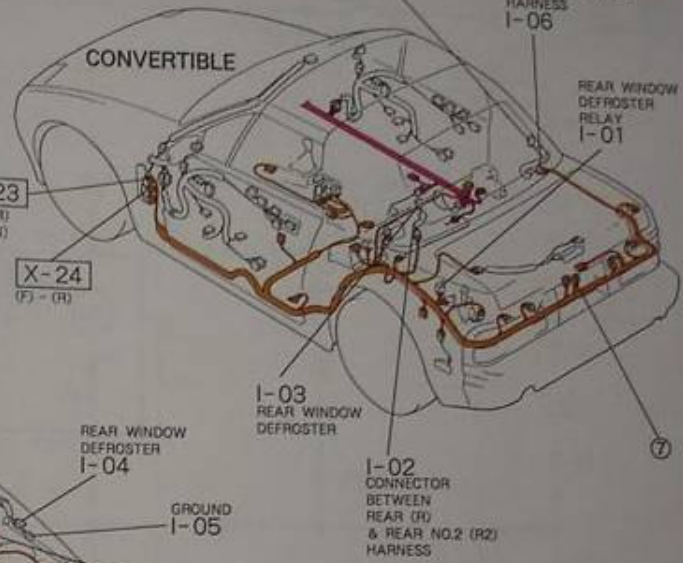 HARNESS
I-06
CONVERTIBLE
REAR WINDOW
DEFROSTER
RELAY
I-01
23
X-24
(F) - (R)
I-03
REAR WINDOW
DEFROSTER
7
REAR WINDOW
DEFROSTER
I-04
I-02
CONNECTOR
BETWEEN
REAR (R)
& REAR NO.2 (R2)
HARNESS
GROUND
I-05